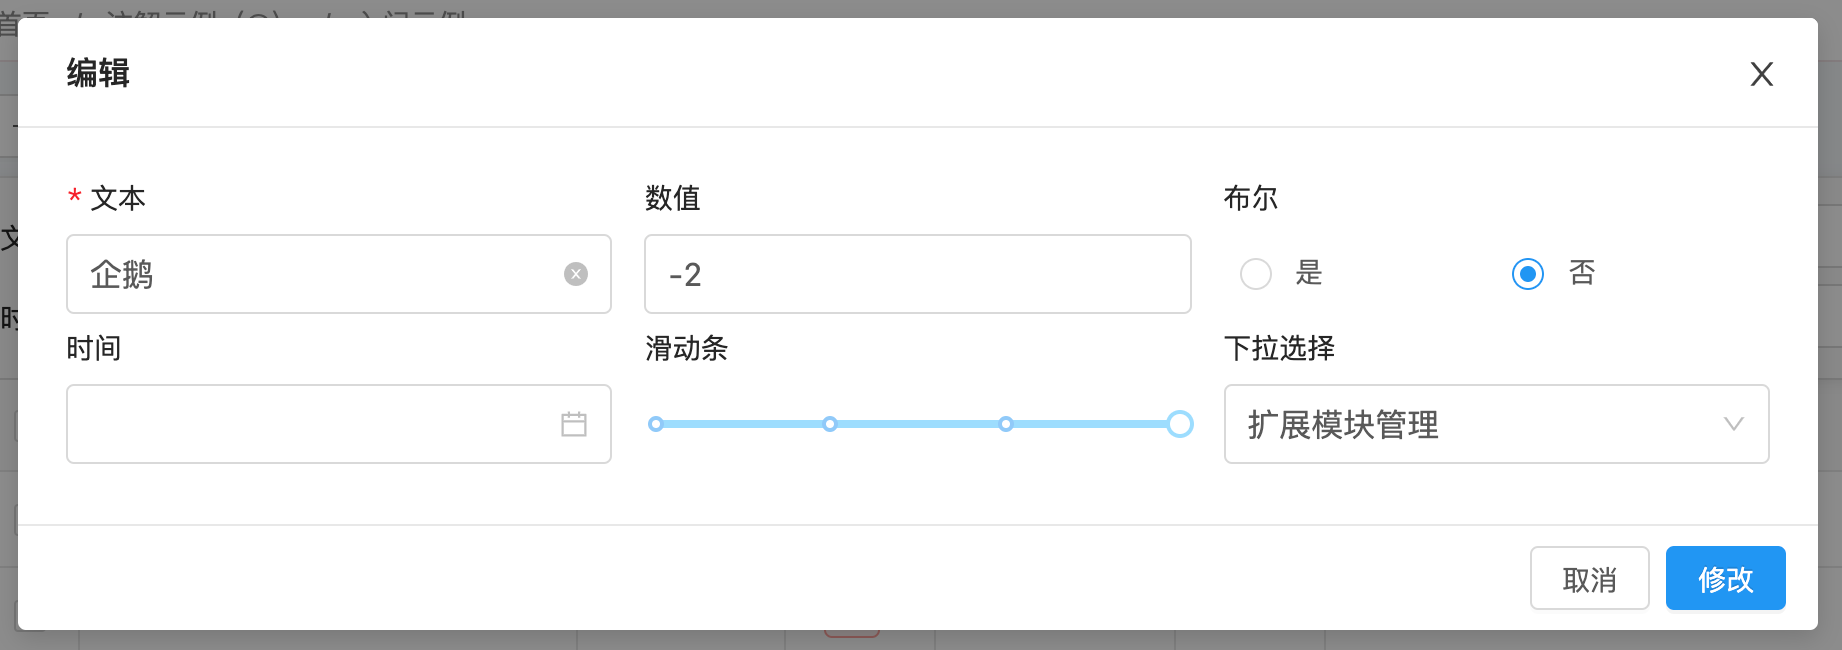 编辑
* 文本
数值
布尔
企鹅
-2
是
否
时间
滑动条
下拉选择
扩展模块管理
取消
修改